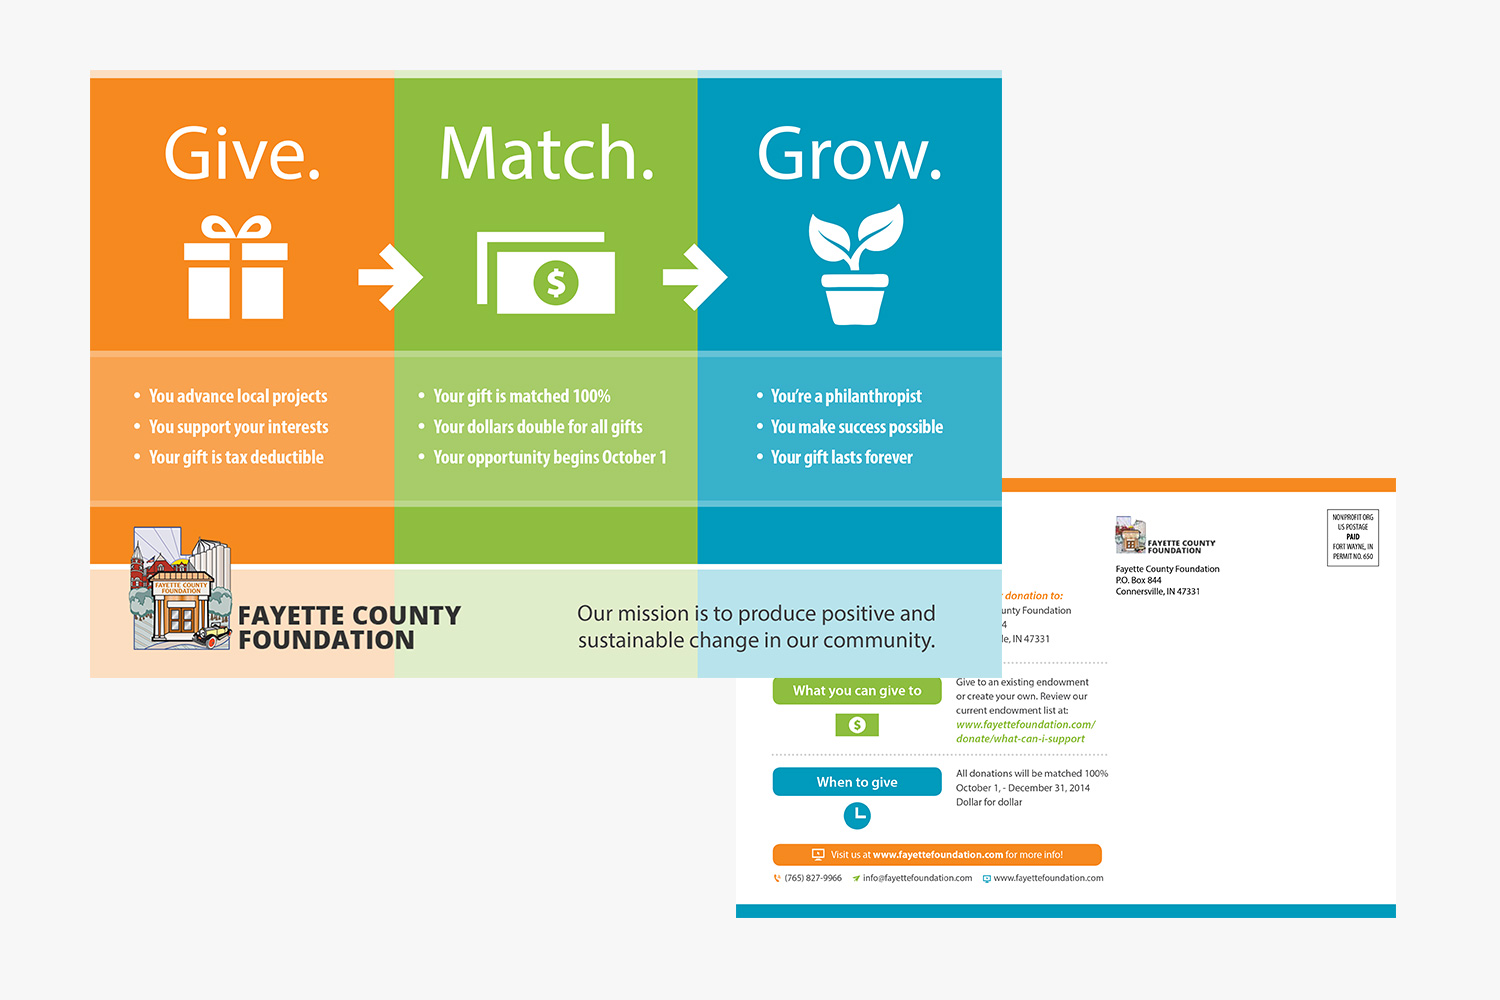 Give.
Match.
Grow.
$
• You advance local projects
• You support your interests
• Your gift is tax deductible
• Your gift is matched 100%
• Your dollars double for all gifts
• Your opportunity begins October 1
• You're a philanthropist
• You make success possible
• Your gift lasts forever
FAYETTE COUNTY
FOUNDATION
FAYETTE COUNTY
FOUNDATION
Our mission is to produce positive and
sustainable change in our community.
FAYETTE COUNTY
FOUNDATION
Fayette County Foundation
P.O. Box 844
Connersville, IN 47331
NONPROFIT ORG
US POSTAGE
PAID
FORT WAYNE, IN
PERMIT NO. 650
donation to:
unty Foundation
4
le, IN 47331
What you can give to
$
Give to an existing endowment
or create your own. Review our
current endowment list at:
www.fayettefoundation.com/
donate/what-can-i-support
When to give
All donations will be matched 100%
October 1, - December 31, 2014
Dollar for dollar
Visit us at www.fayettefoundation.com for more info!
(765) 827-9966 info@fayettefoundation.com www.fayettefoundation.com